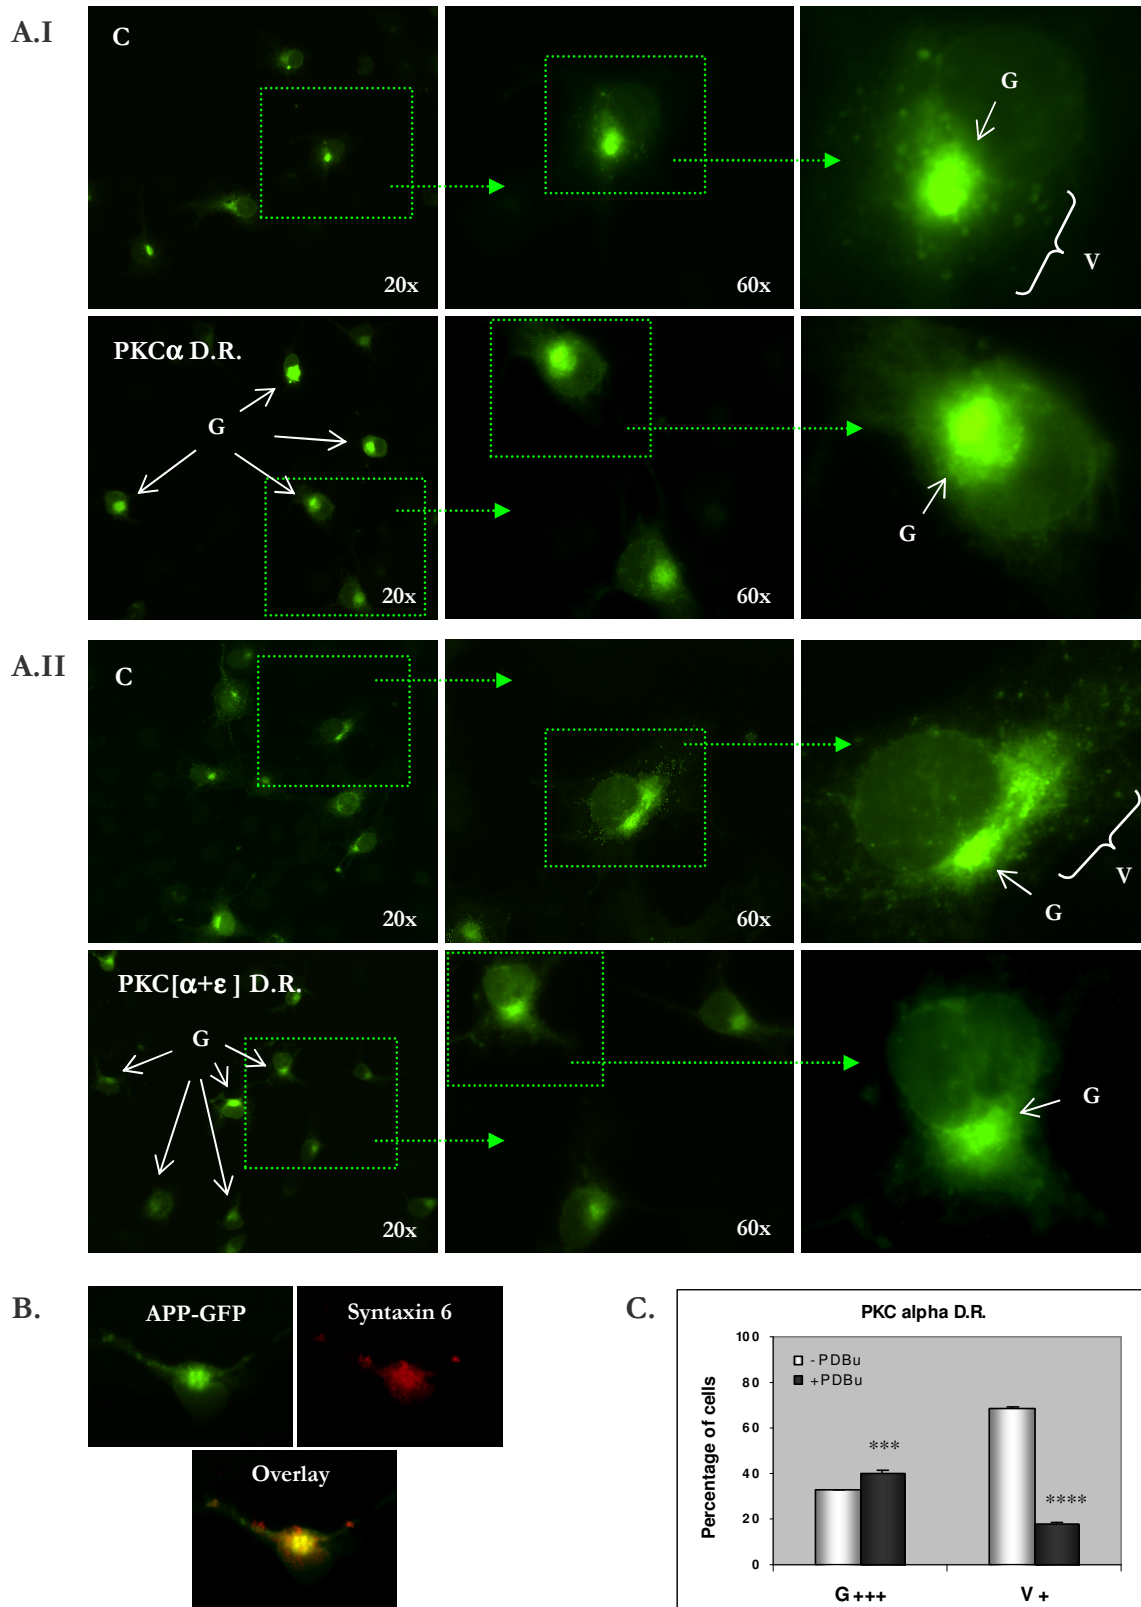 A.I
C
G
V
20x
60x
PKCα D.R.
G
G
20x
60x
A.II
C
V
G
20x
60x
PKC[α+ε ] D.R.
G
G
20x
60x
B.
APP-GFP
Syntaxin 6
Overlay
C.
PKC alpha D.R.
Percentage of cells
100
80
60
40
20
0
- PDBu
+PDBu
***
****
G +++
V +